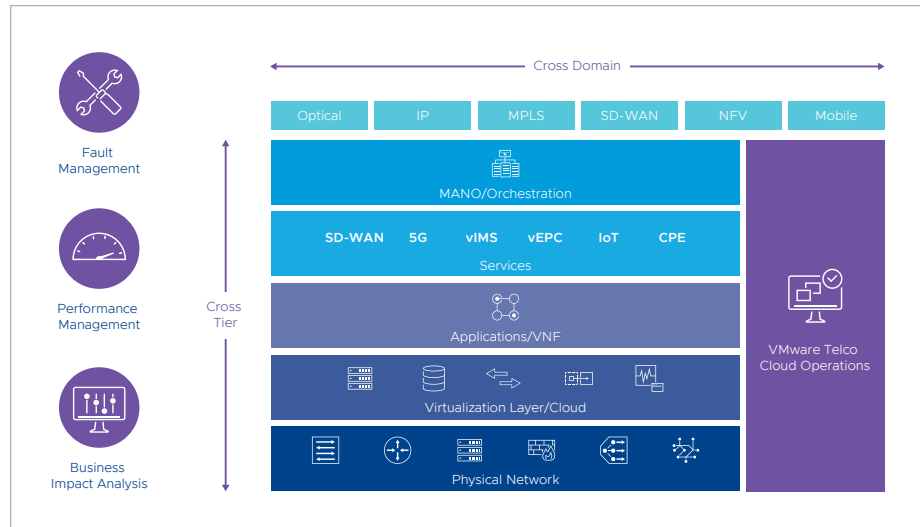 Cross Domain
Optical
IP
MPLS
SD-WAN
NFV
Mobile
Fault
Management
Performance
Management
Business
Impact Analysis
Cross
Tier
MANO/Orchestration
SD-WAN
5G
vIMS
vEPC
IoT
CPE
Services
Applications/VNF
Virtualization Layer/Cloud
Physical Network
VMware Telco
Cloud Operations